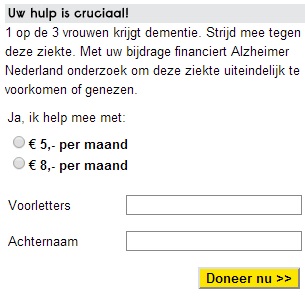 Uw hulp is cruciaal!
1 op de 3 vrouwen krijgt dementie. Strijd mee tegen
deze ziekte. Met uw bijdrage financiert Alzheimer
Nederland onderzoek om deze ziekte uiteindelijk te
voorkomen of genezen.
Ja, ik help mee met:
€ 5,- per maand
€ 8,- per maand
Voorletters
Achternaam
Doneer nu >>